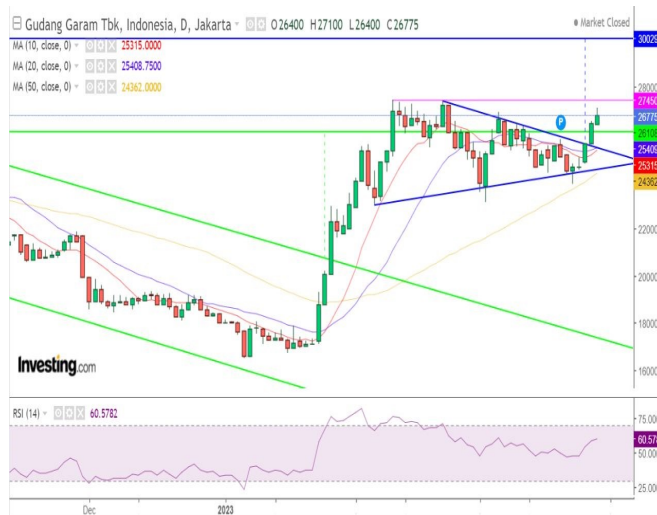 Gudang Garam Tbk, Indonesia, D, Jakarta O26400 H27100 L26400 C26775
Market Closed
MA (10, close, 0) 25315.0000
MA (20, close, 0) 25408.7500
MA (50, close, 0) 24362.0000
30025
28000
27450
26775
26108
25409
25315
24362
22000
20000
18000
16000
P
Investing.com
RSI (14) 60.5782
75.00
60.578
50.000
25.000
Dec 2023